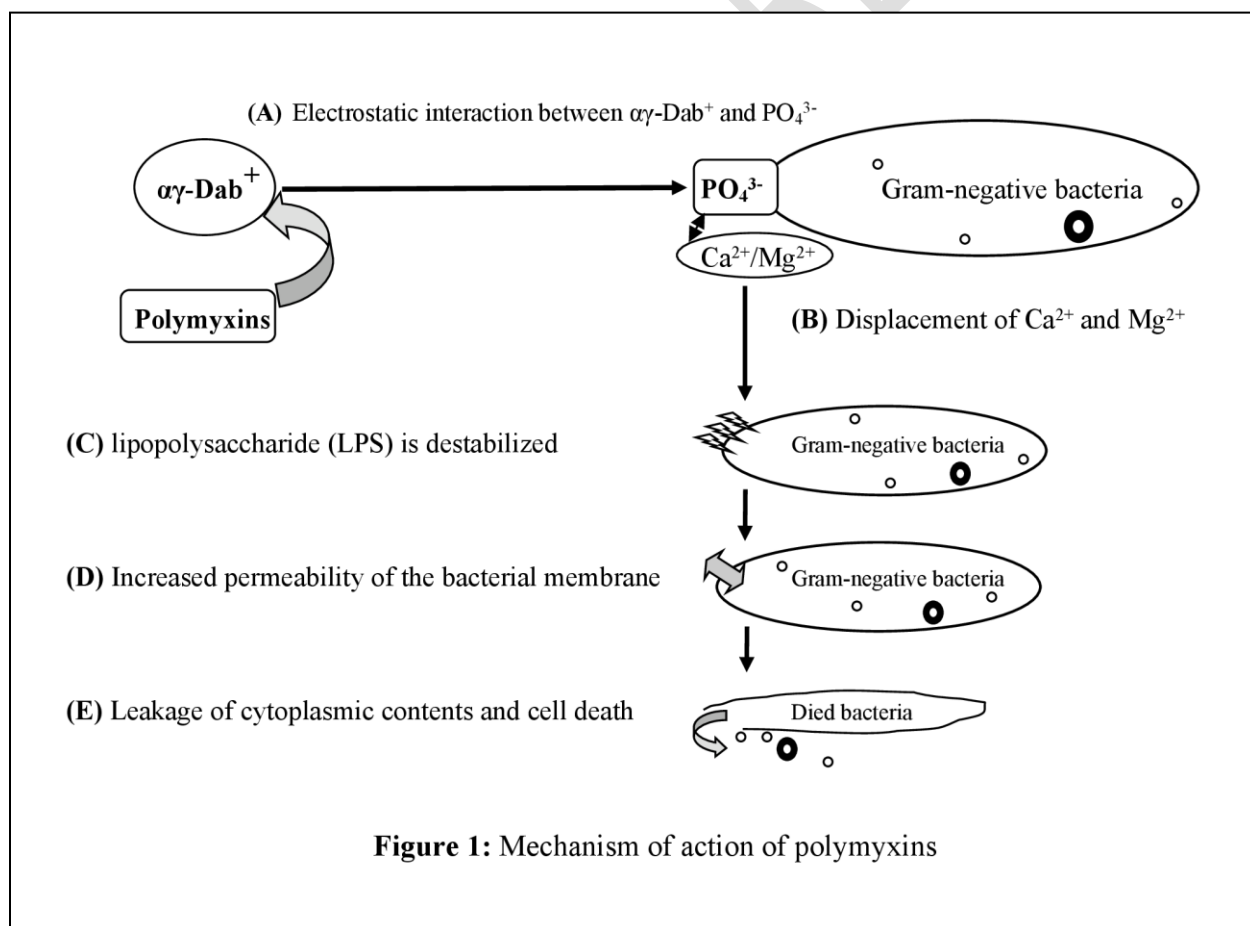 (A) Electrostatic interaction between αγ-Dab⁺ and PO₄³⁻
αγ-Dab⁺
PO₄³⁻
Gram-negative bacteria
Ca²⁺/Mg²⁺
Polymyxins
(B) Displacement of Ca²⁺ and Mg²⁺
(C) lipopolysaccharide (LPS) is destabilized
Gram-negative bacteria
(D) Increased permeability of the bacterial membrane
Gram-negative bacteria
(E) Leakage of cytoplasmic contents and cell death
Died bacteria
Figure 1: Mechanism of action of polymyxins